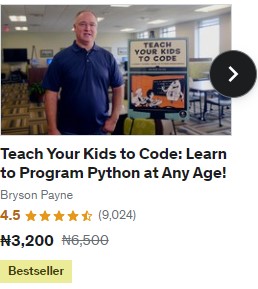 TEACH YOUR KIDS
TO CODE
Teach Your Kids to Code: Learn
to Program Python at Any Age!
Bryson Payne
4.5 (9,024)
₦3,200 ₦6,500
Bestseller